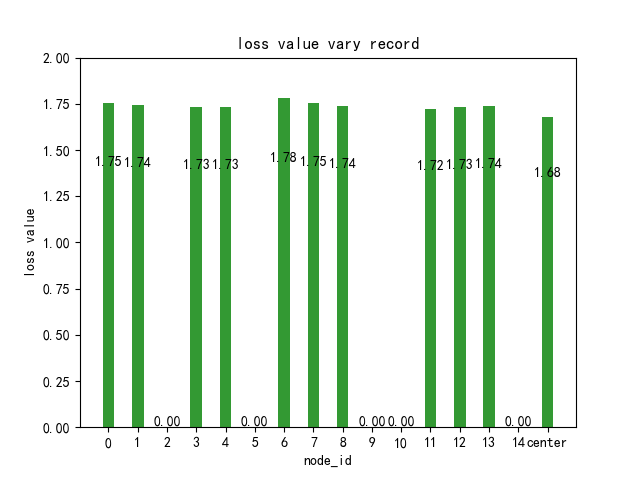 loss value vary record
2.00
1.75
1.50
1.25
1.00
0.75
0.50
0.25
0.00
loss value
1.75 1.74 1.73 1.73 1.78 1.75 1.74 1.72 1.73 1.74 1.68
0.00 0.00 0.00 0.00 0.00
0 1 2 3 4 5 6 7 8 9 10 11 12 13 14 center
node_id